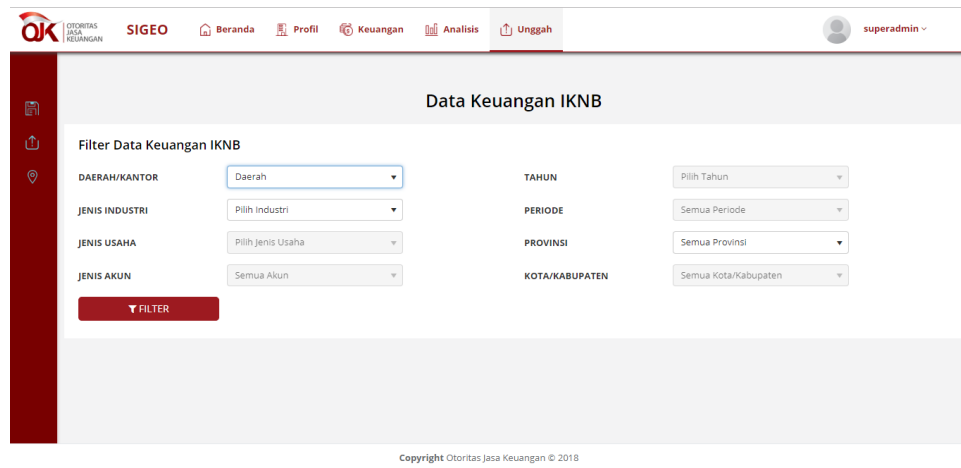 OJK OTORITAS JASA KEUANGAN
SIGEO Beranda Profil Keuangan Analisis Unggah superadmin
Data Keuangan IKNB
Filter Data Keuangan IKNB
DAERAH/KANTOR Daerah TAHUN Pilih Tahun
JENIS INDUSTRI Pilih Industri PERIODE Semua Periode
JENIS USAHA Pilih Jenis Usaha PROVINSI Semua Provinsi
JENIS AKUN Semua Akun KOTA/KABUPATEN Semua Kota/Kabupaten
FILTER
Copyright Otoritas Jasa Keuangan © 2018